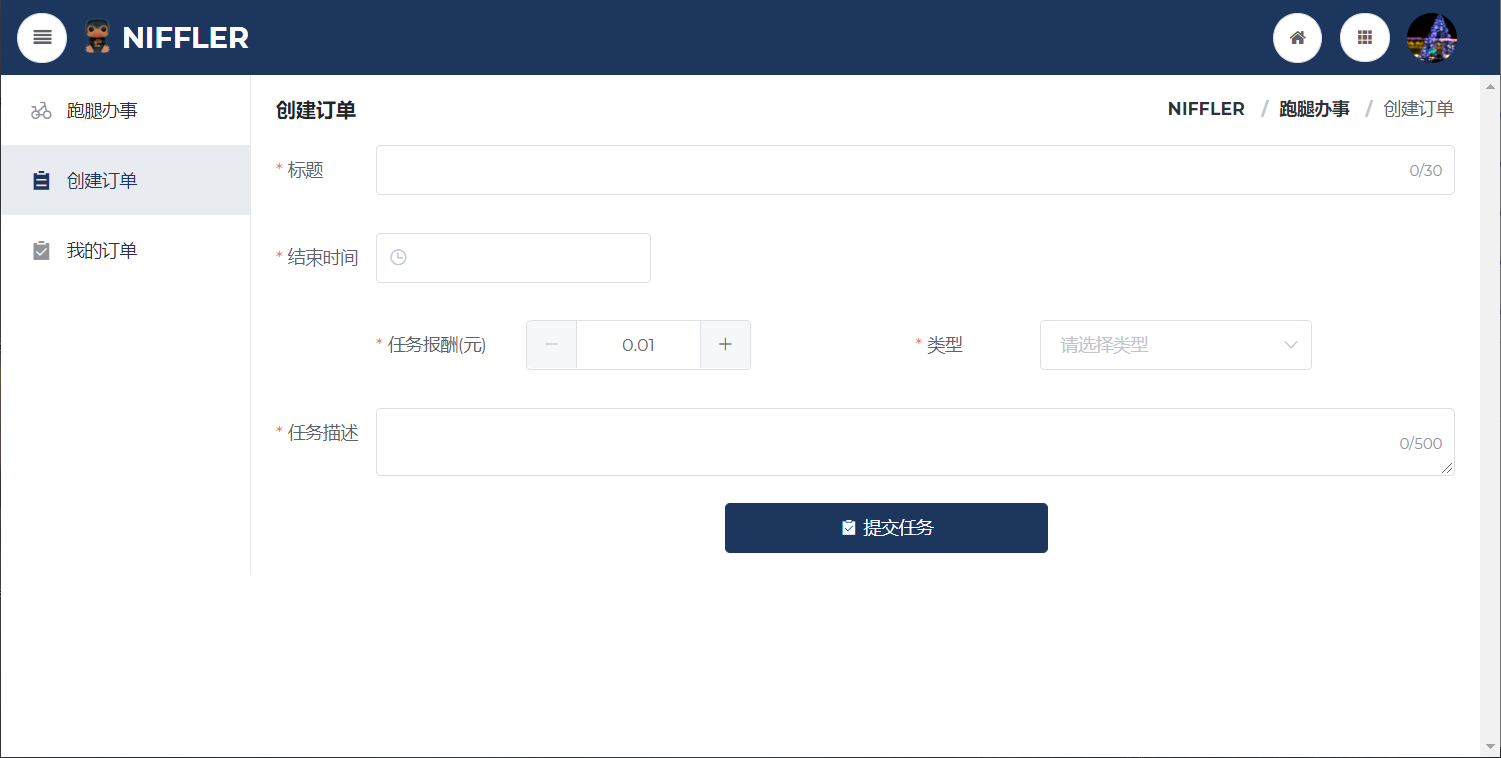 NIFFLER
跑腿办事
创建订单
我的订单
创建订单
NIFFLER / 跑腿办事 / 创建订单
* 标题
0/30
* 结束时间
* 任务报酬(元)
0.01
* 类型
请选择类型
* 任务描述
0/500
提交任务